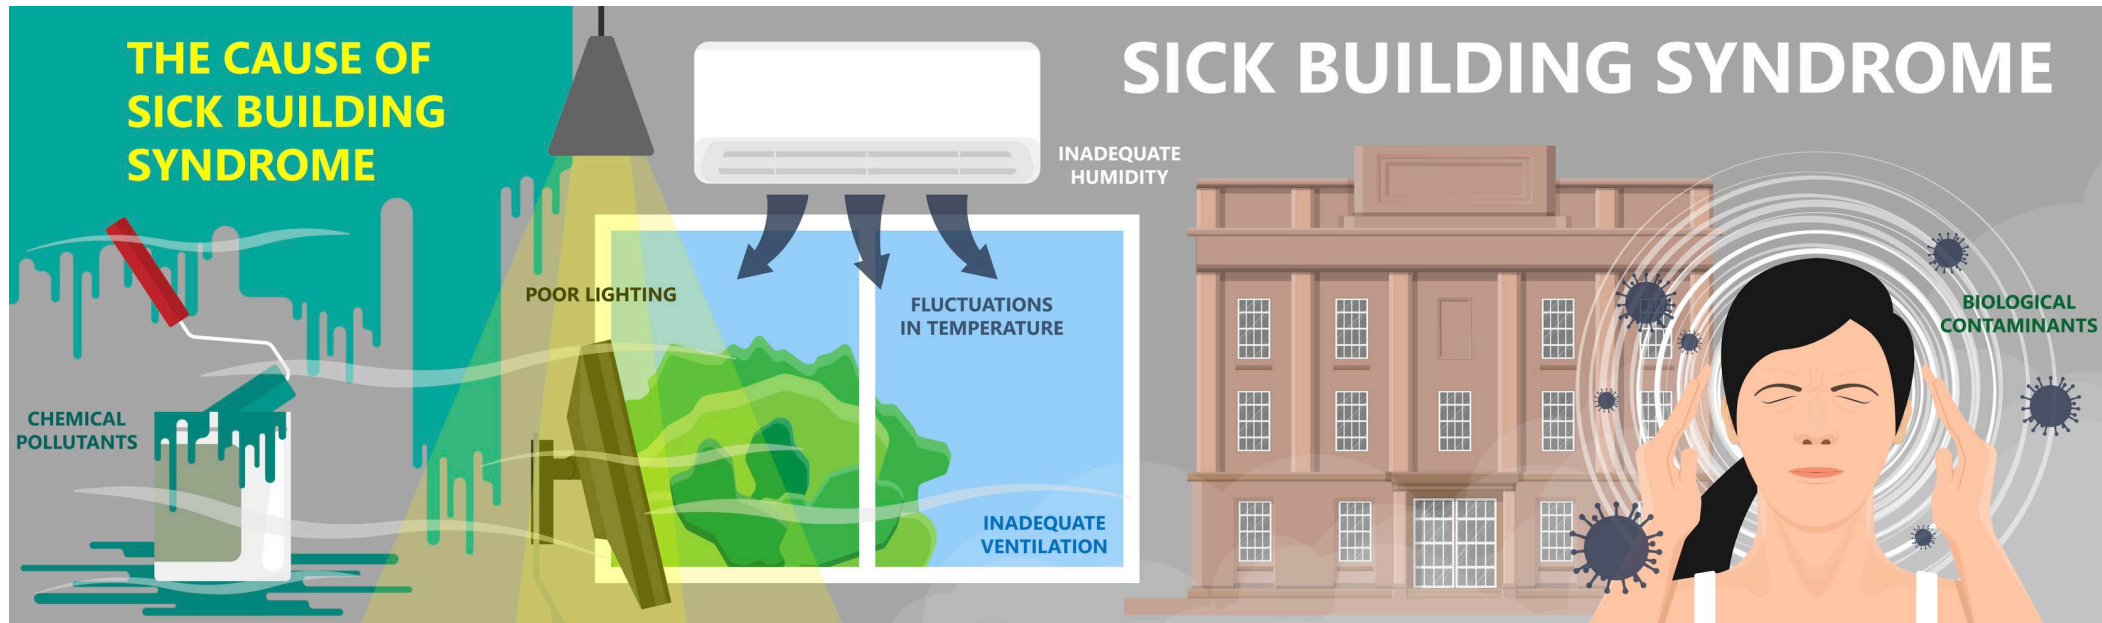 THE CAUSE OF
SICK BUILDING
SYNDROME
SICK BUILDING SYNDROME
INADEQUATE
HUMIDITY
POOR LIGHTING
FLUCTUATIONS
IN TEMPERATURE
BIOLOGICAL
CONTAMINANTS
CHEMICAL
POLLUTANTS
INADEQUATE
VENTILATION